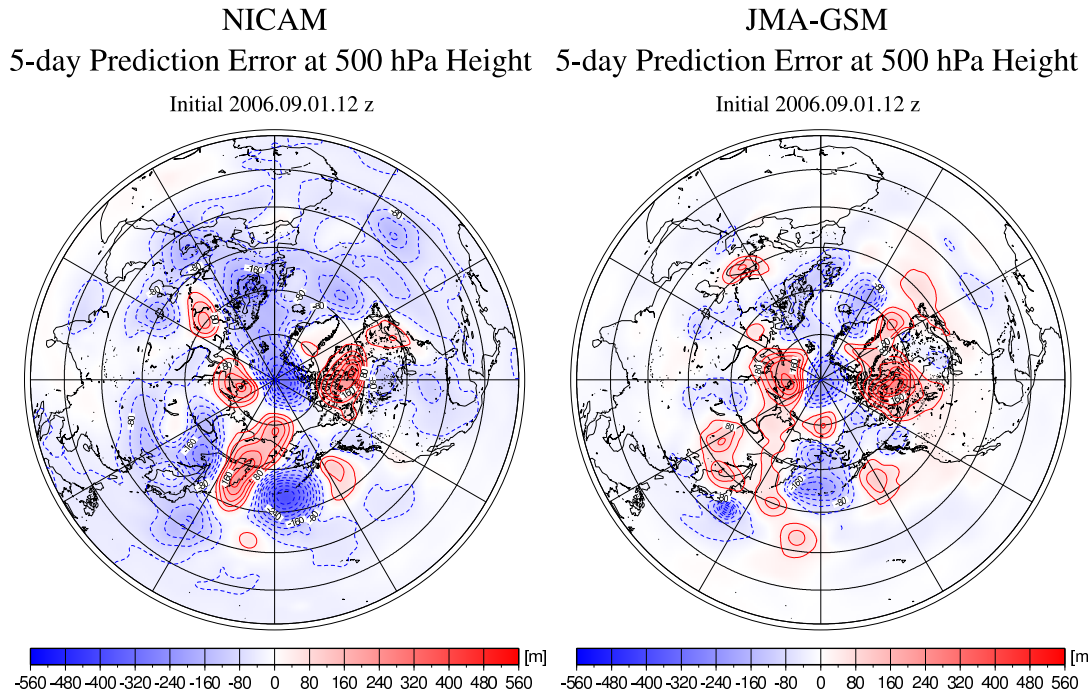 NICAM
5-day Prediction Error at 500 hPa Height
Initial 2006.09.01.12 z
[m]
-560 -480 -400 -320 -240 -160 -80 0 80 160 240 320 400 480 560
JMA-GSM
5-day Prediction Error at 500 hPa Height
Initial 2006.09.01.12 z
[m]
-560 -480 -400 -320 -240 -160 -80 0 80 160 240 320 400 480 560